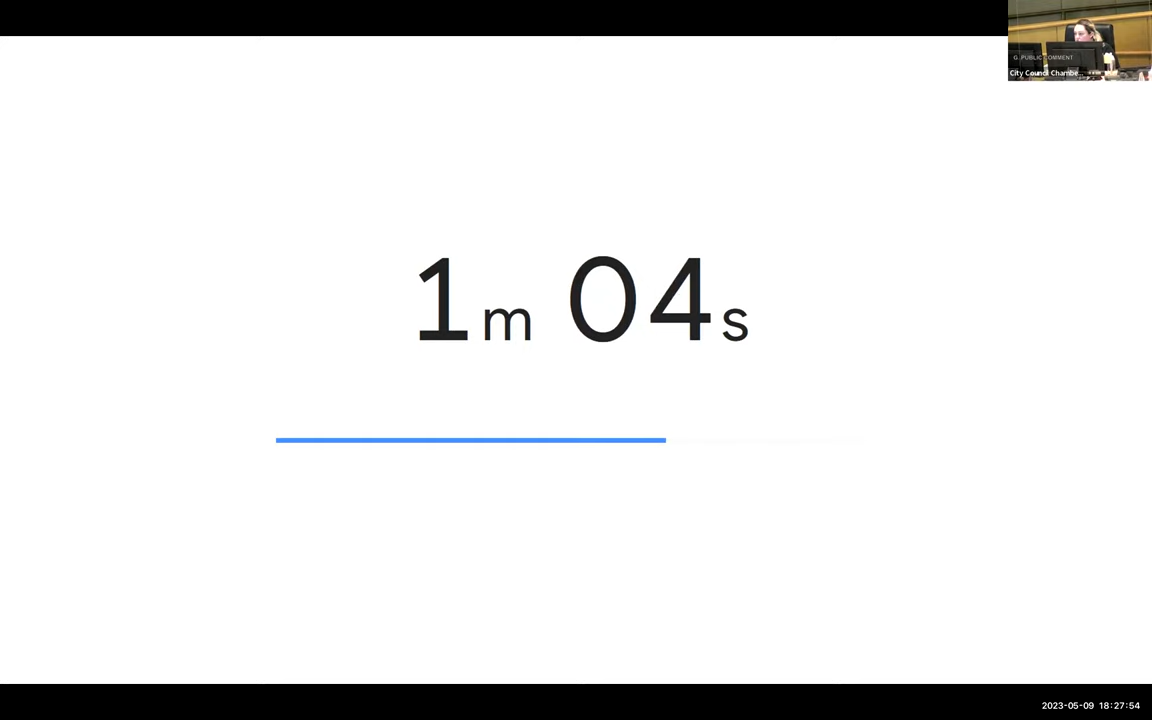 G. PUBLIC COMMENT
City Council Chambe...
1m 04s
2023-05-09 18:27:54